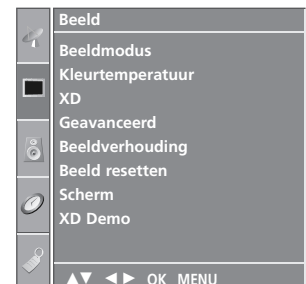 Beeld
Beeldmodus
Kleurtemperatuur
XD
Geavanceerd
Beeldverhouding
Beeld resetten
Scherm
XD Demo
▲▼ ◄► OK MENU